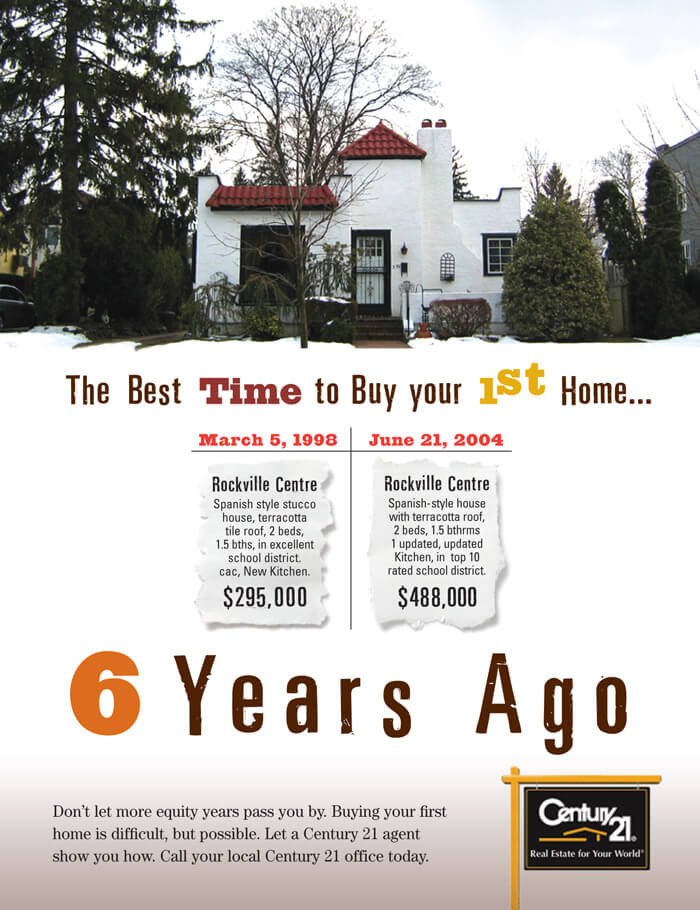 The Best Time to Buy your 1st Home...
March 5, 1998
June 21, 2004
Rockville Centre
Spanish style stucco
house, terracotta
tile roof, 2 beds,
1.5 bths, in excellent
school district.
cac, New Kitchen.
$295,000
Rockville Centre
Spanish-style house
with terracotta roof,
2 beds, 1.5 bthrms
1 updated, updated
Kitchen, in top 10
rated school district.
$488,000
6 Years Ago
Don't let more equity years pass you by. Buying your first
home is difficult, but possible. Let a Century 21 agent
show you how. Call your local Century 21 office today.
Century 21®
Real Estate for Your World®